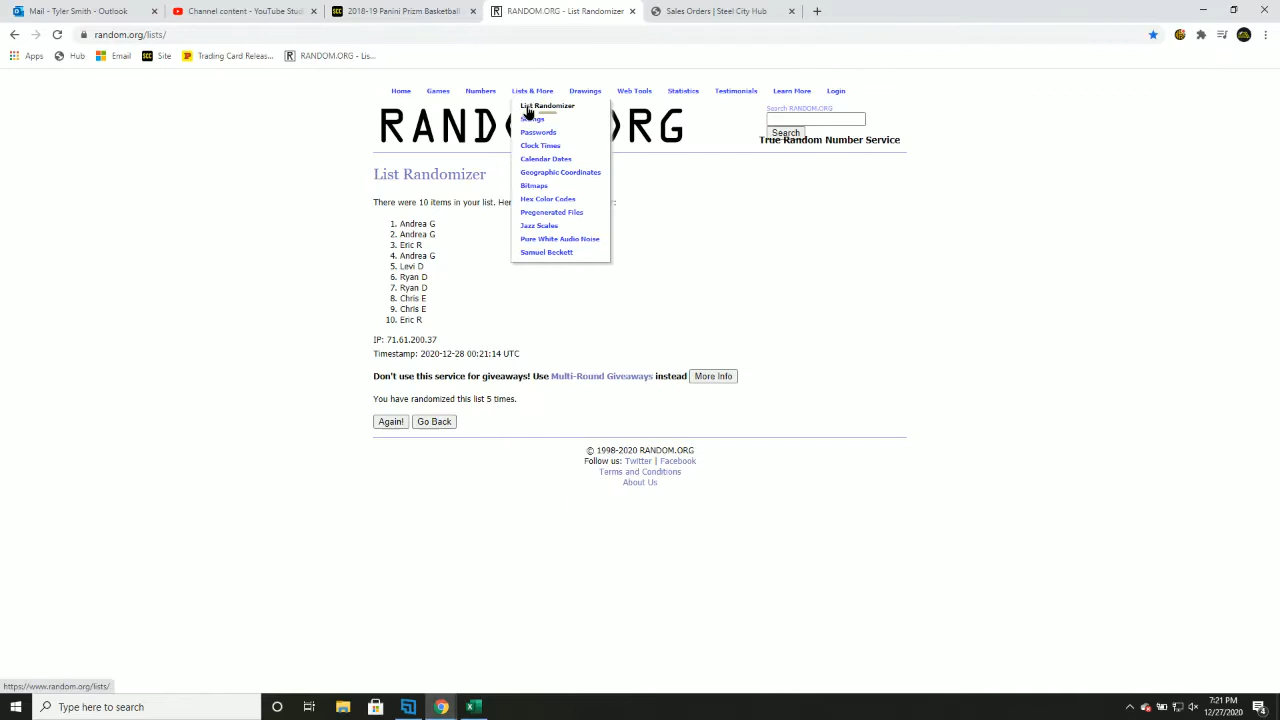 Mail - Tyler Smith - Outlook
Channel content - YouTube Studio
2018-19 Panini Prizm Basketball
RANDOM.ORG - List Randomizer
Sales Orders | Steel City Collect
random.org/lists/
Apps
Hub
Email
Site
Trading Card Releas...
RANDOM.ORG - Lis...
Home
Games
Numbers
Lists & More
Drawings
Web Tools
Statistics
Testimonials
Learn More
Login
List Randomizer
Strings
Passwords
Clock Times
Calendar Dates
Geographic Coordinates
Bitmaps
Hex Color Codes
Pregenerated Files
Jazz Scales
Pure White Audio Noise
Samuel Beckett
Search RANDOM.ORG
Search
True Random Number Service
List Randomizer
There were 10 items in your list.
1. Andrea G
2. Andrea G
3. Eric R
4. Andrea G
5. Levi D
6. Ryan D
7. Ryan D
8. Chris E
9. Chris E
10. Eric R
IP: 71.61.200.37
Timestamp: 2020-12-28 00:21:14 UTC
Don't use this service for giveaways! Use Multi-Round Giveaways instead More Info
You have randomized this list 5 times.
Again! Go Back
© 1998-2020 RANDOM.ORG
Follow us: Twitter | Facebook
Terms and Conditions
About Us
https://www.random.org/lists/
Type here to search
7:21 PM
12/27/2020